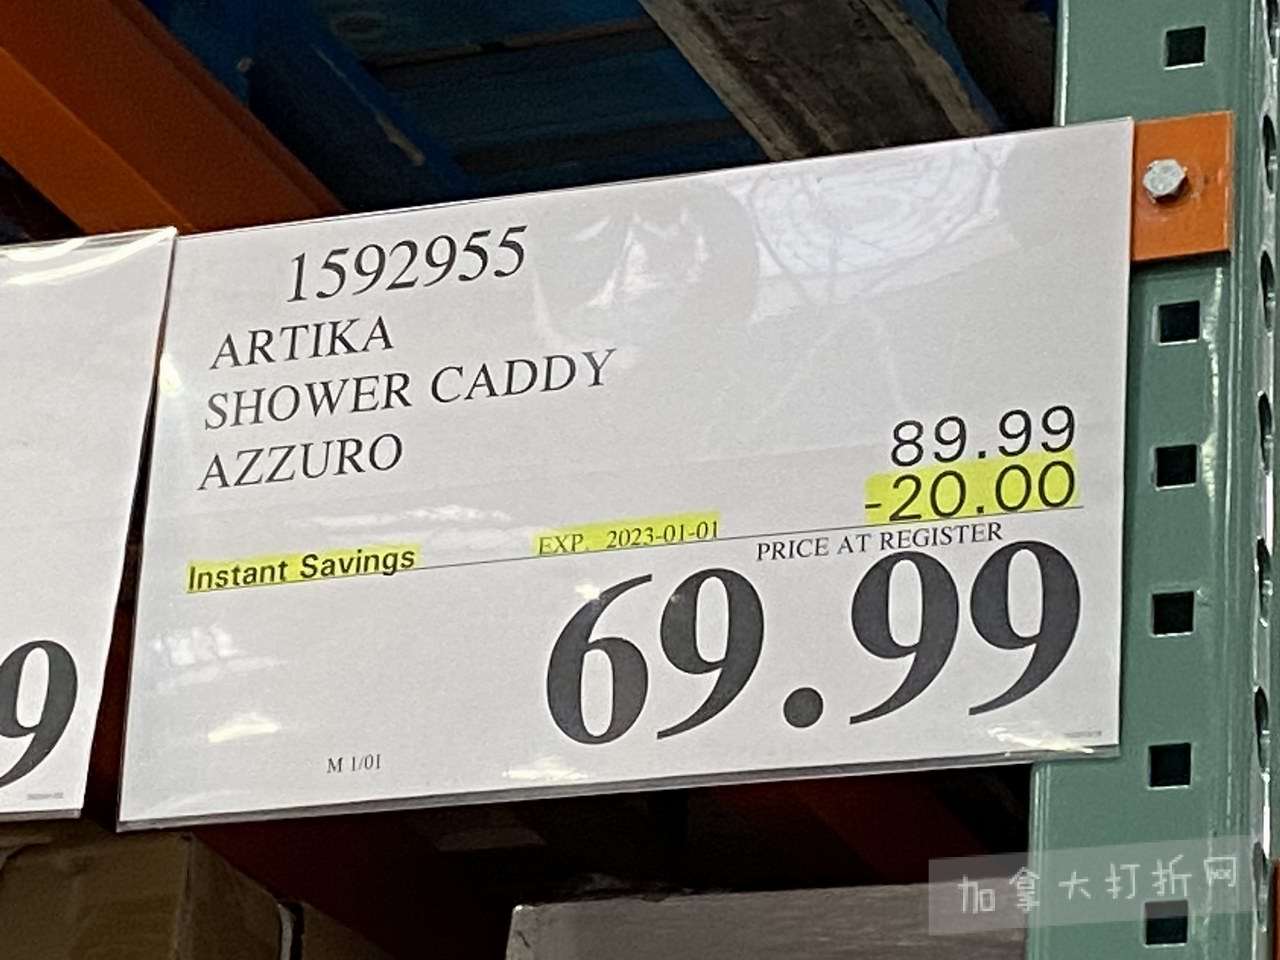 1592955
ARTIKA
SHOWER CADDY
AZZURO
89.99
-20.00
Instant Savings
EXP. 2023-01-01
PRICE AT REGISTER
69.99
M 1/01
9
加拿大打折网